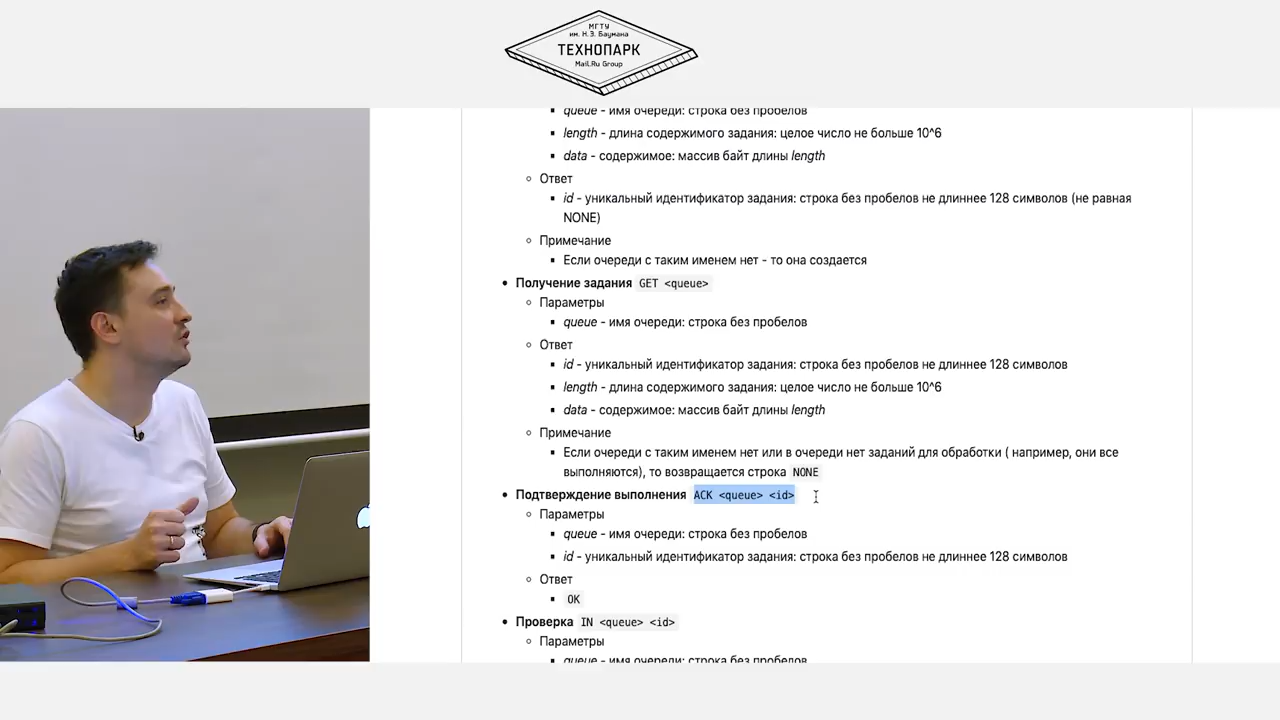 МГТУ
им. Н.Э. Баумана
ТЕХНОПАРК
Mail.Ru Group
queue - имя очереди: строка без пробелов
length - длина содержимого задания: целое число не больше 10^6
data - содержимое: массив байт длины length
Ответ
id - уникальный идентификатор задания: строка без пробелов не длиннее 128 символов (не равная
NONE)
Примечание
Если очереди с таким именем нет - то она создается
Получение задания GET <queue>
Параметры
queue - имя очереди: строка без пробелов
Ответ
id - уникальный идентификатор задания: строка без пробелов не длиннее 128 символов
length - длина содержимого задания: целое число не больше 10^6
data - содержимое: массив байт длины length
Примечание
Если очереди с таким именем нет или в очереди нет заданий для обработки ( например, они все
выполняются), то возвращается строка NONE
Подтверждение выполнения ACK <queue> <id>
Параметры
queue - имя очереди: строка без пробелов
id - уникальный идентификатор задания: строка без пробелов не длиннее 128 символов
Ответ
OK
Проверка IN <queue> <id>
Параметры
queue - имя очереди: строка без пробелов